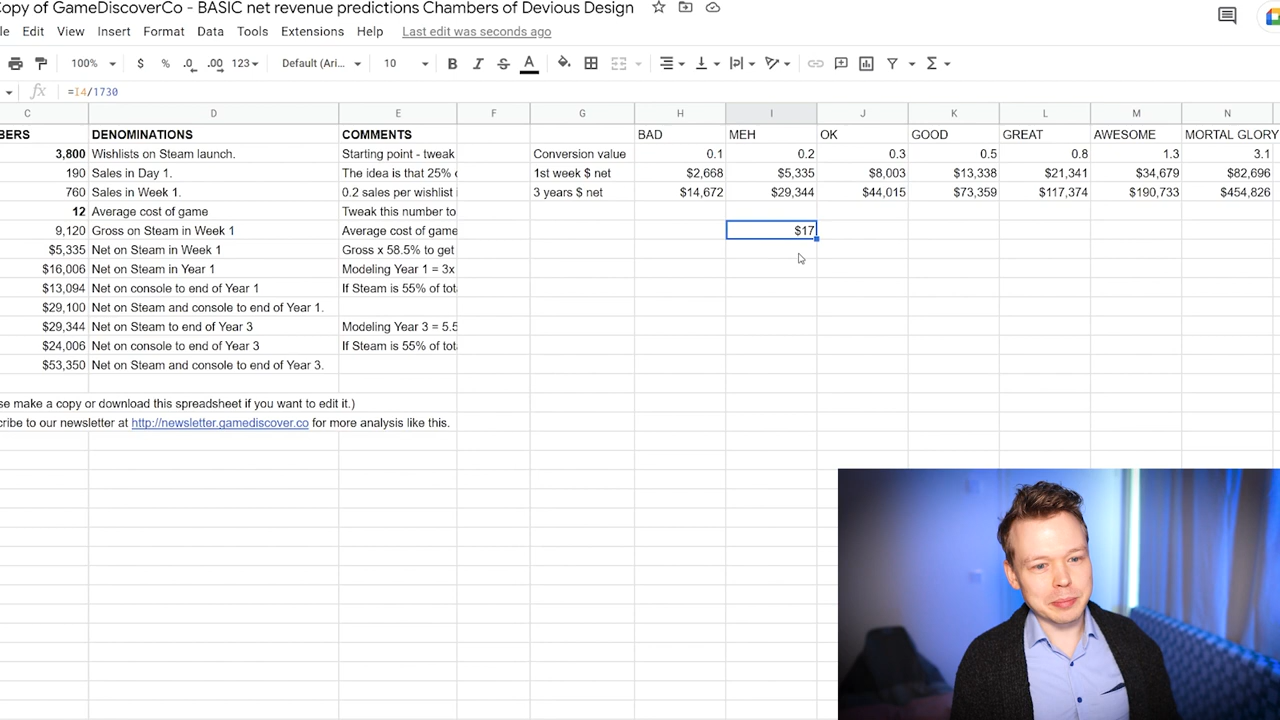 Copy of GameDiscoverCo - BASIC net revenue predictions Chambers of Devious Design
le Edit View Insert Format Data Tools Extensions Help Last edit was seconds ago
100% $ % .0 .00 123 Default (Ari... 10 B I S A
fx =I4/1730
C D E F G H I J K L M N
BERS DENOMINATIONS COMMENTS BAD MEH OK GOOD GREAT AWESOME MORTAL GLORY
3,800 Wishlists on Steam launch. Starting point - tweak Conversion value 0.1 0.2 0.3 0.5 0.8 1.3 3.1
190 Sales in Day 1. The idea is that 25% 1st week $ net $2,668 $5,335 $8,003 $13,338 $21,341 $34,679 $82,696
760 Sales in Week 1. 0.2 sales per wishlist 3 years $ net $14,672 $29,344 $44,015 $73,359 $117,374 $190,733 $454,826
12 Average cost of game Tweak this number to
9,120 Gross on Steam in Week 1 Average cost of game $17
$5,335 Net on Steam in Week 1 Gross x 58.5% to get
$16,006 Net on Steam in Year 1 Modeling Year 1 = 3x
$13,094 Net on console to end of Year 1 If Steam is 55% of tot
$29,100 Net on Steam and console to end of Year 1.
$29,344 Net on Steam to end of Year 3 Modeling Year 3 = 5.5
$24,006 Net on console to end of Year 3 If Steam is 55% of tot
$53,350 Net on Steam and console to end of Year 3.
se make a copy or download this spreadsheet if you want to edit it.)
cribe to our newsletter at http://newsletter.gamediscover.co for more analysis like this.